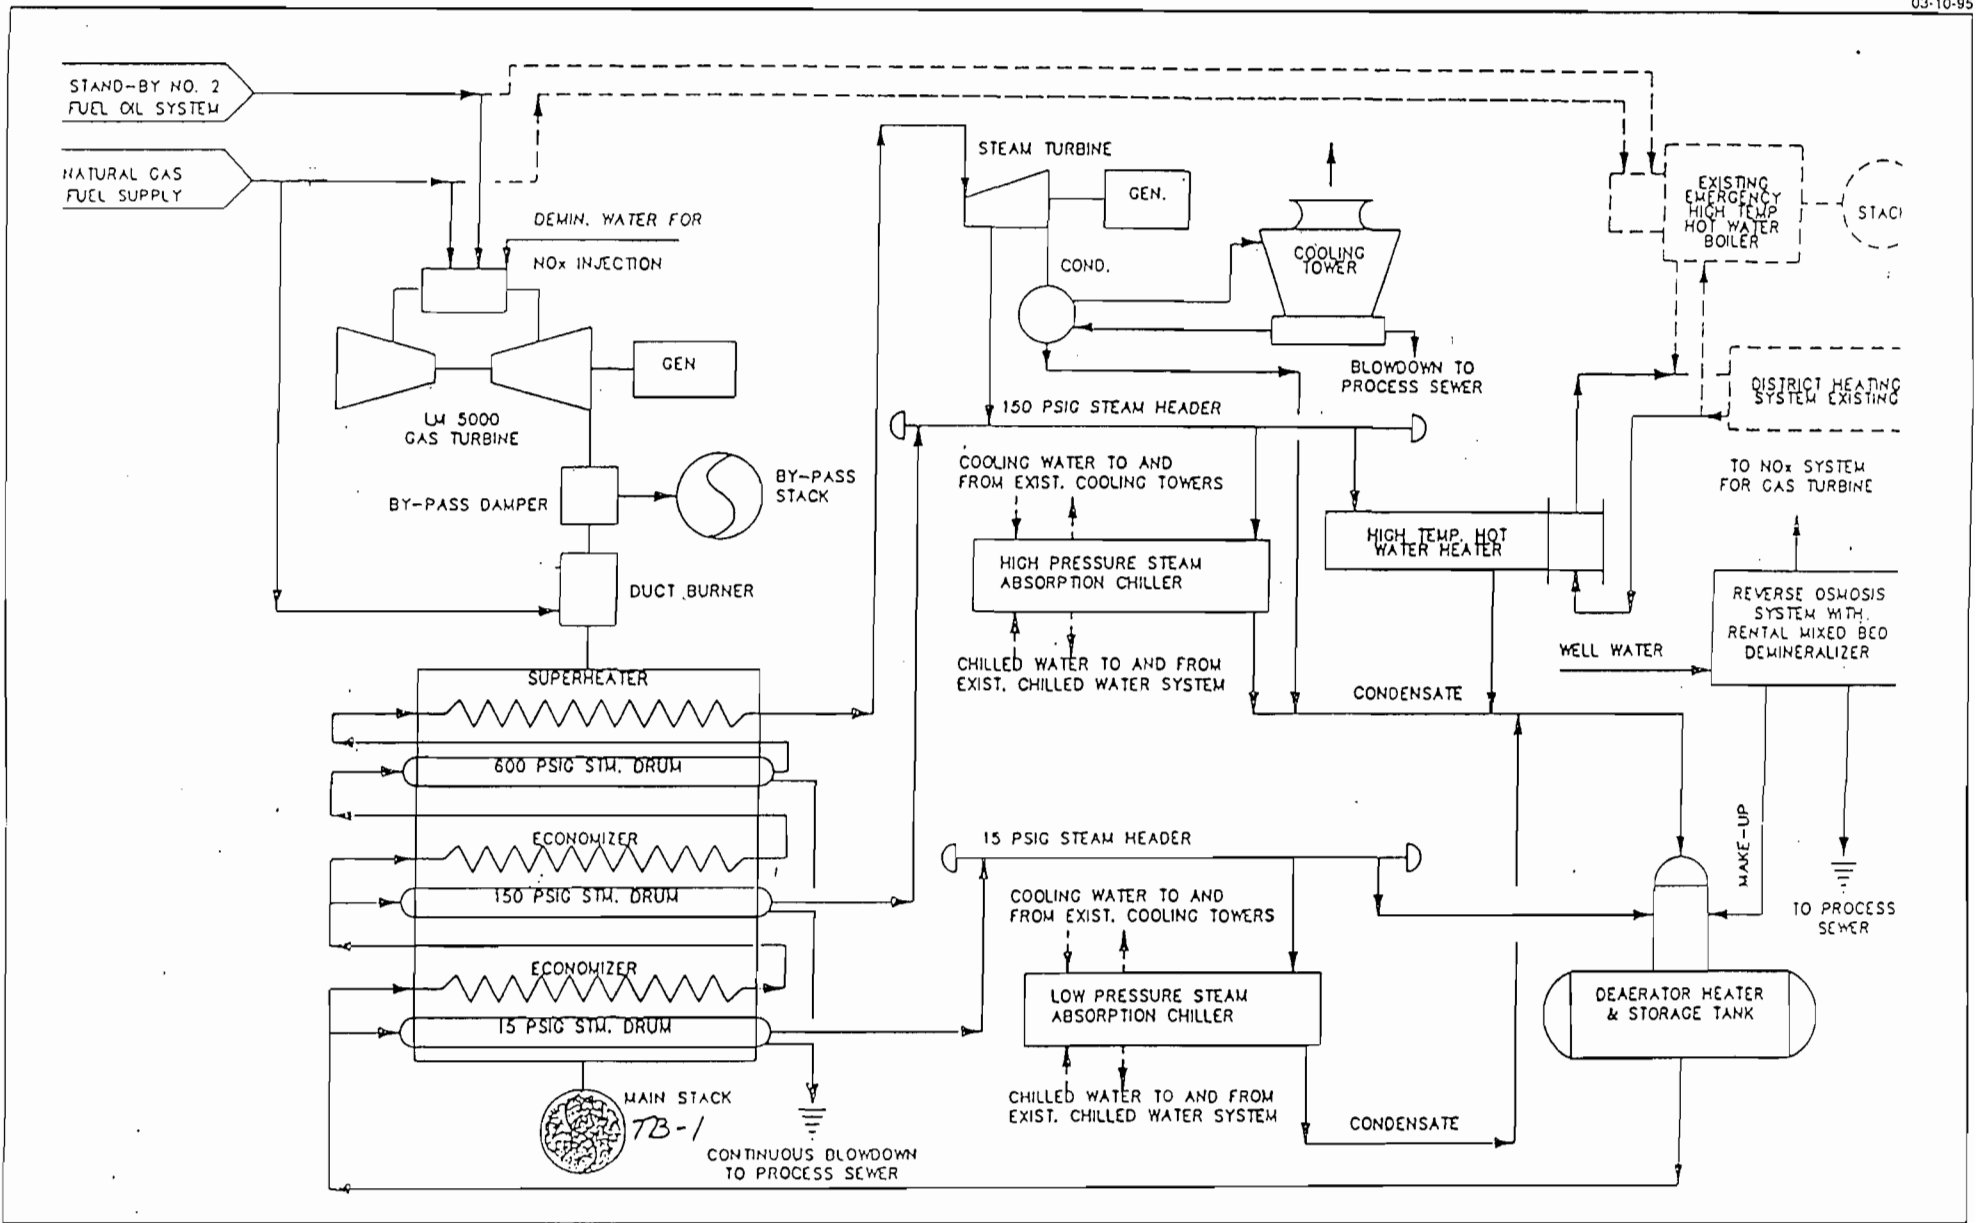 03-10-95
STAND-BY NO. 2
FUEL OIL SYSTEM
NATURAL GAS
FUEL SUPPLY
DEMIN. WATER FOR
NOx INJECTION
LM 5000
GAS TURBINE
GEN
BY-PASS DAMPER
BY-PASS
STACK
DUCT BURNER
SUPERHEATER
600 PSIG STM. DRUM
ECONOMIZER
150 PSIG STM. DRUM
ECONOMIZER
15 PSIG STM. DRUM
MAIN STACK
TB-1
CONTINUOUS BLOWDOWN
TO PROCESS SEWER
STEAM TURBINE
GEN.
COND.
COOLING
TOWER
BLOWDOWN TO
PROCESS SEWER
150 PSIG STEAM HEADER
COOLING WATER TO AND
FROM EXIST. COOLING TOWERS
HIGH PRESSURE STEAM
ABSORPTION CHILLER
CHILLED WATER TO AND FROM
EXIST. CHILLED WATER SYSTEM
HIGH TEMP. HOT
WATER HEATER
CONDENSATE
15 PSIG STEAM HEADER
COOLING WATER TO AND
FROM EXIST. COOLING TOWERS
LOW PRESSURE STEAM
ABSORPTION CHILLER
CHILLED WATER TO AND FROM
EXIST. CHILLED WATER SYSTEM
CONDENSATE
EXISTING
EMERGENCY
HIGH TEMP
HOT WATER
BOILER
STAC
DISTRICT HEATING
SYSTEM EXISTING
TO NOx SYSTEM
FOR GAS TURBINE
REVERSE OSMOSIS
SYSTEM WITH.
RENTAL MIXED BED
DEMINERALIZER
WELL WATER
MAKE-UP
TO PROCESS
SEWER
DEAERATOR HEATER
& STORAGE TANK